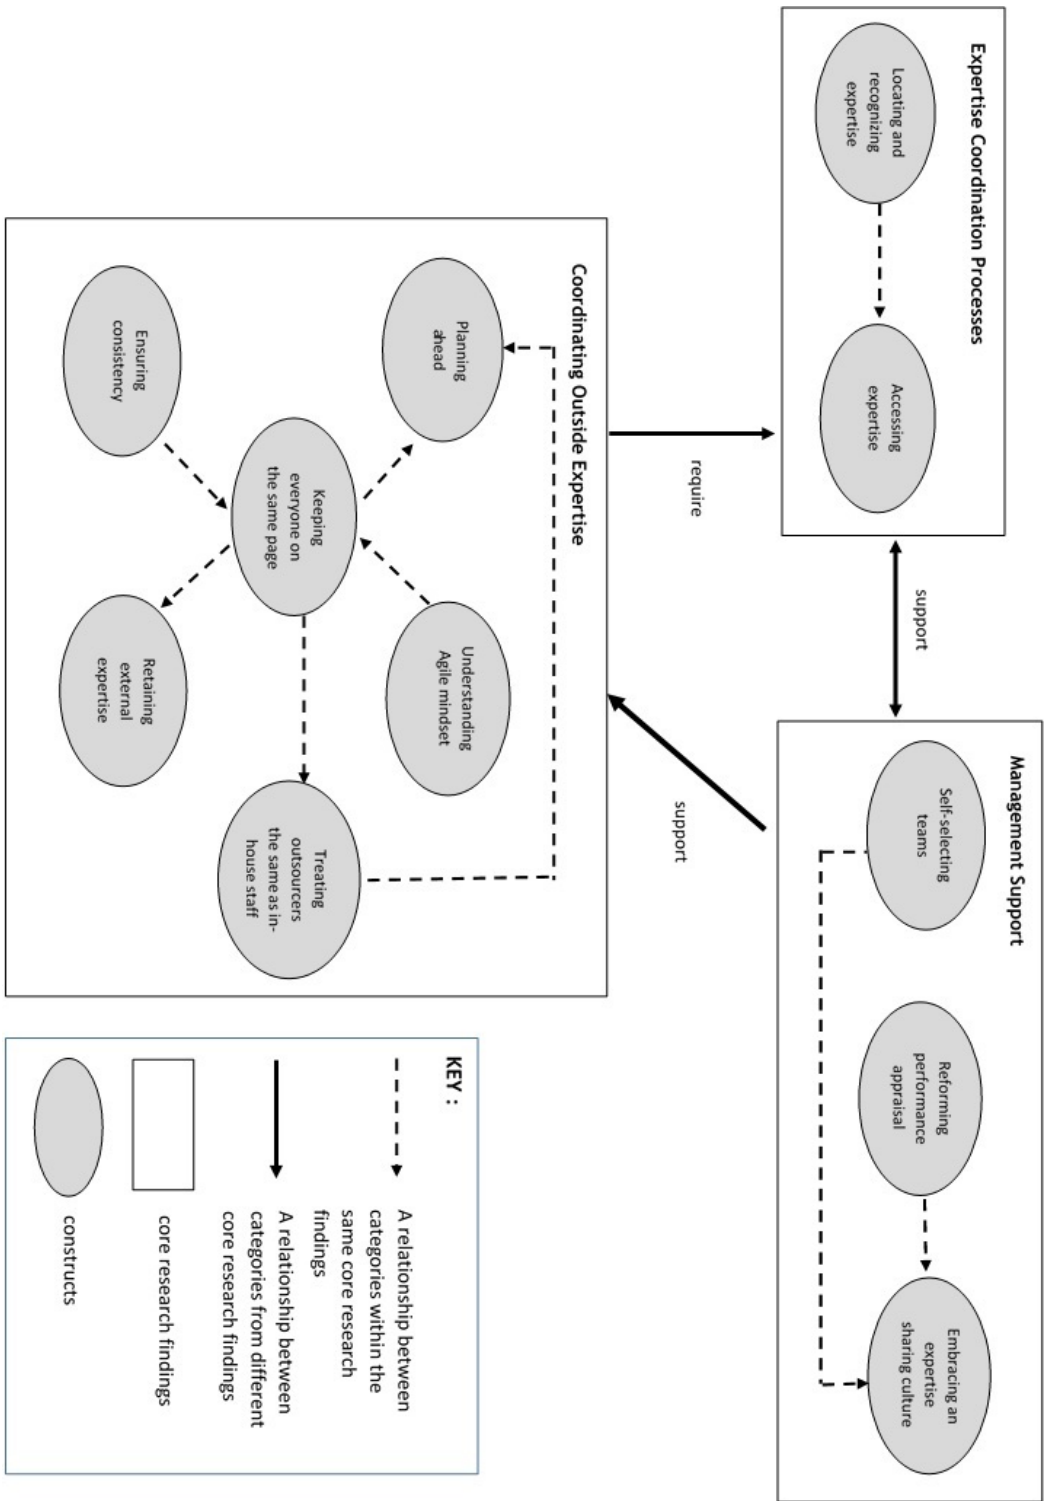 Expertise Coordination Processes
Locating and
recognizing
expertise
Accessing
expertise
support
Management Support
Self-selecting
teams
Reforming
performance
appraisal
Embracing an
expertise
sharing culture
require
support
Coordinating Outside Expertise
Planning
ahead
Understanding
Agile mindset
Keeping
everyone on
the same page
Treating
outsourcers
the same as in-
house staff
Ensuring
consistency
Retaining
external
expertise
KEY :
A relationship between
categories within the
same core research
findings
A relationship between
categories from different
core research findings
core research findings
constructs